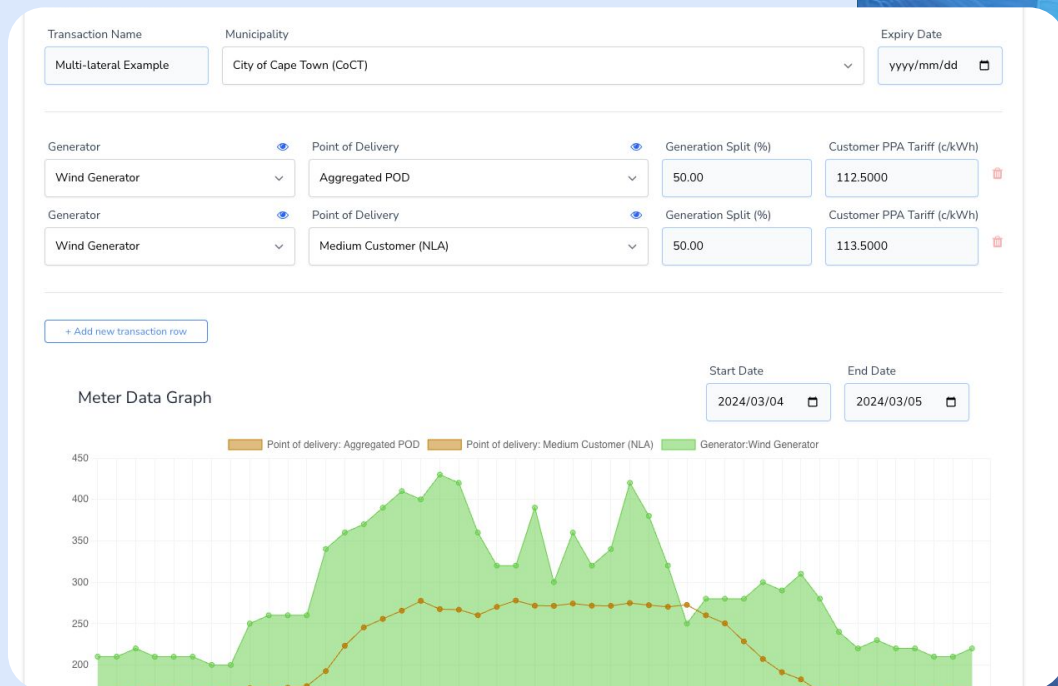 Transaction Name Municipality Expiry Date
Multi-lateral Example City of Cape Town (CoCT) yyyy/mm/dd
Generator Point of Delivery Generation Split (%) Customer PPA Tariff (c/kWh)
Wind Generator Aggregated POD 50.00 112.5000
Generator Point of Delivery Generation Split (%) Customer PPA Tariff (c/kWh)
Wind Generator Medium Customer (NLA) 50.00 113.5000
+ Add new transaction row
Start Date End Date
Meter Data Graph 2024/03/04 2024/03/05
Point of delivery: Aggregated POD Point of delivery: Medium Customer (NLA) Generator:Wind Generator
450
400
350
300
250
200